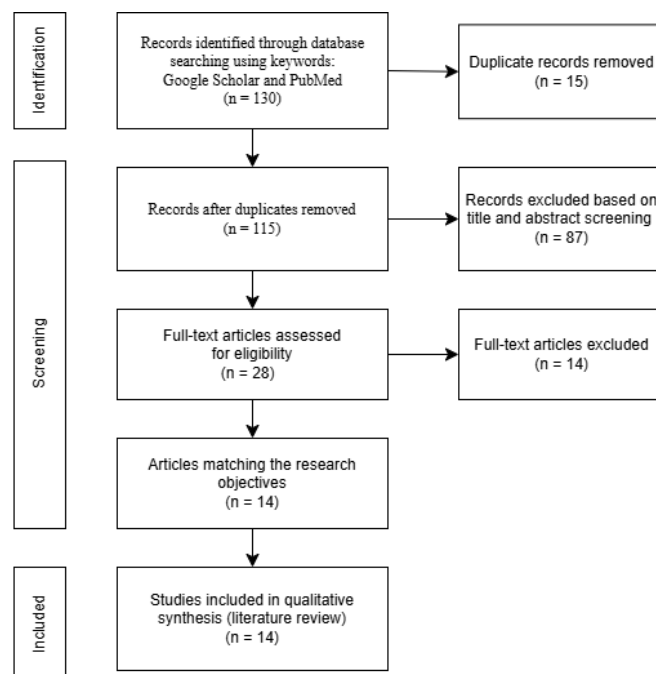 Identification
Records identified through database
searching using keywords:
Google Scholar and PubMed
(n = 130)
Duplicate records removed
(n = 15)
Screening
Records after duplicates removed
(n = 115)
Records excluded based on
title and abstract screening
(n = 87)
Full-text articles assessed
for eligibility
(n = 28)
Full-text articles excluded
(n = 14)
Articles matching the research
objectives
(n = 14)
Included
Studies included in qualitative
synthesis (literature review)
(n = 14)